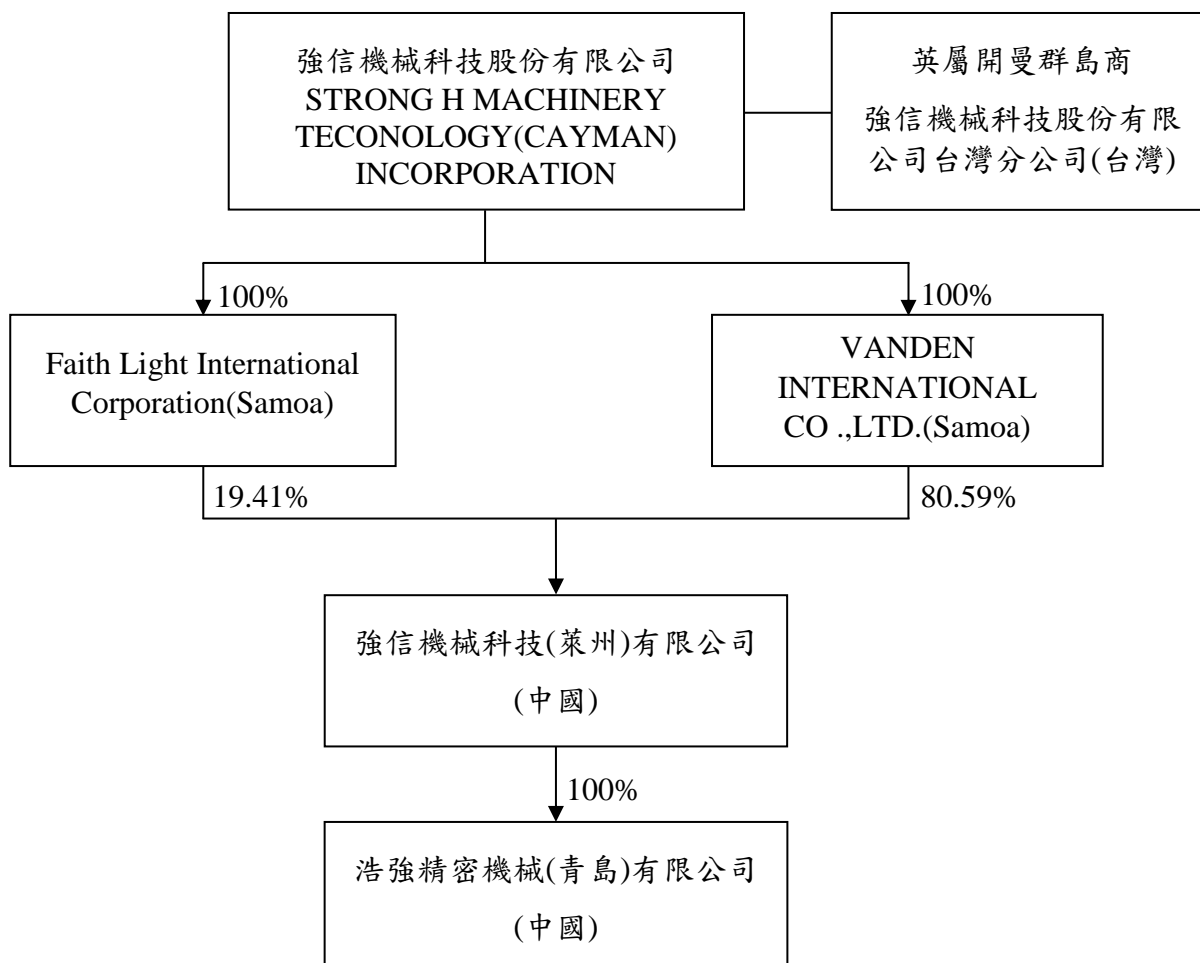 強信機械科技股份有限公司
STRONG H MACHINERY
TECONOLOGY(CAYMAN)
INCORPORATION
英屬開曼群島商
強信機械科技股份有限
公司台灣分公司(台灣)
100%
100%
Faith Light International
Corporation(Samoa)
VANDEN
INTERNATIONAL
CO .,LTD.(Samoa)
19.41%
80.59%
強信機械科技(萊州)有限公司
(中國)
100%
浩強精密機械(青島)有限公司
(中國)